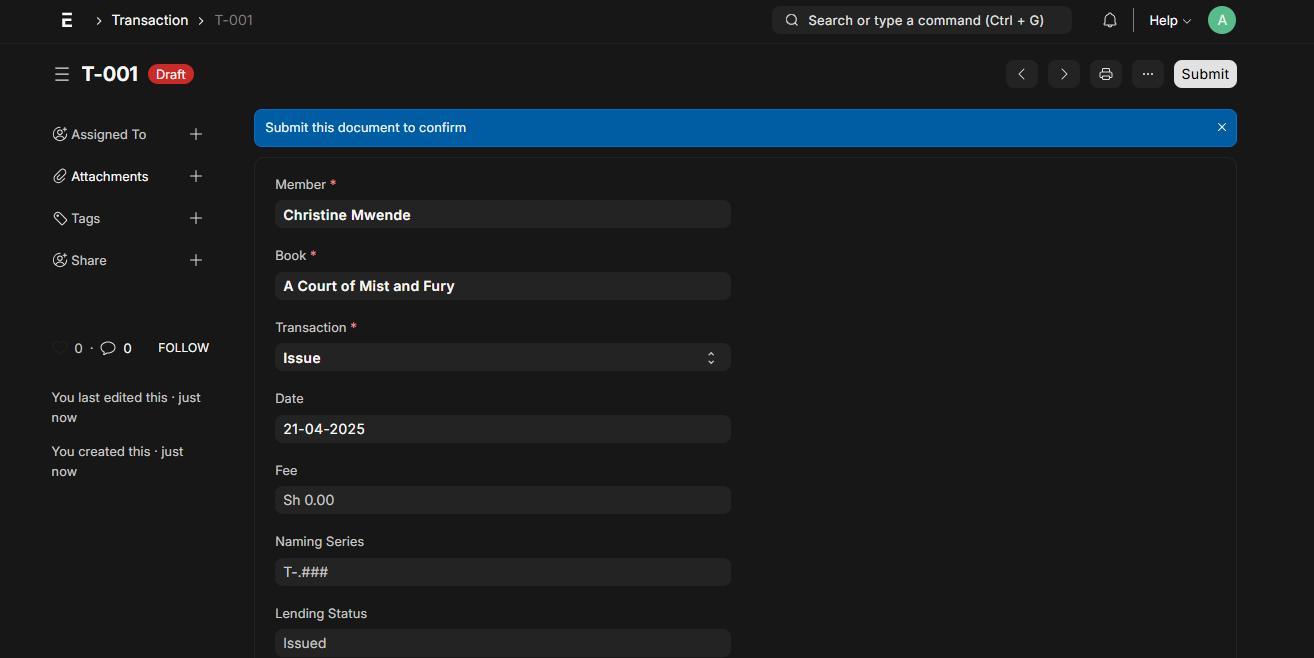 E Transaction T-001 Search or type a command (Ctrl + G) Help A
T-001 Draft Submit
Assigned To
Attachments
Tags
Share
0 · 0 FOLLOW
You last edited this · just
now
You created this · just
now
Submit this document to confirm
Member *
Christine Mwende
Book *
A Court of Mist and Fury
Transaction *
Issue
Date
21-04-2025
Fee
Sh 0.00
Naming Series
T-.###
Lending Status
Issued